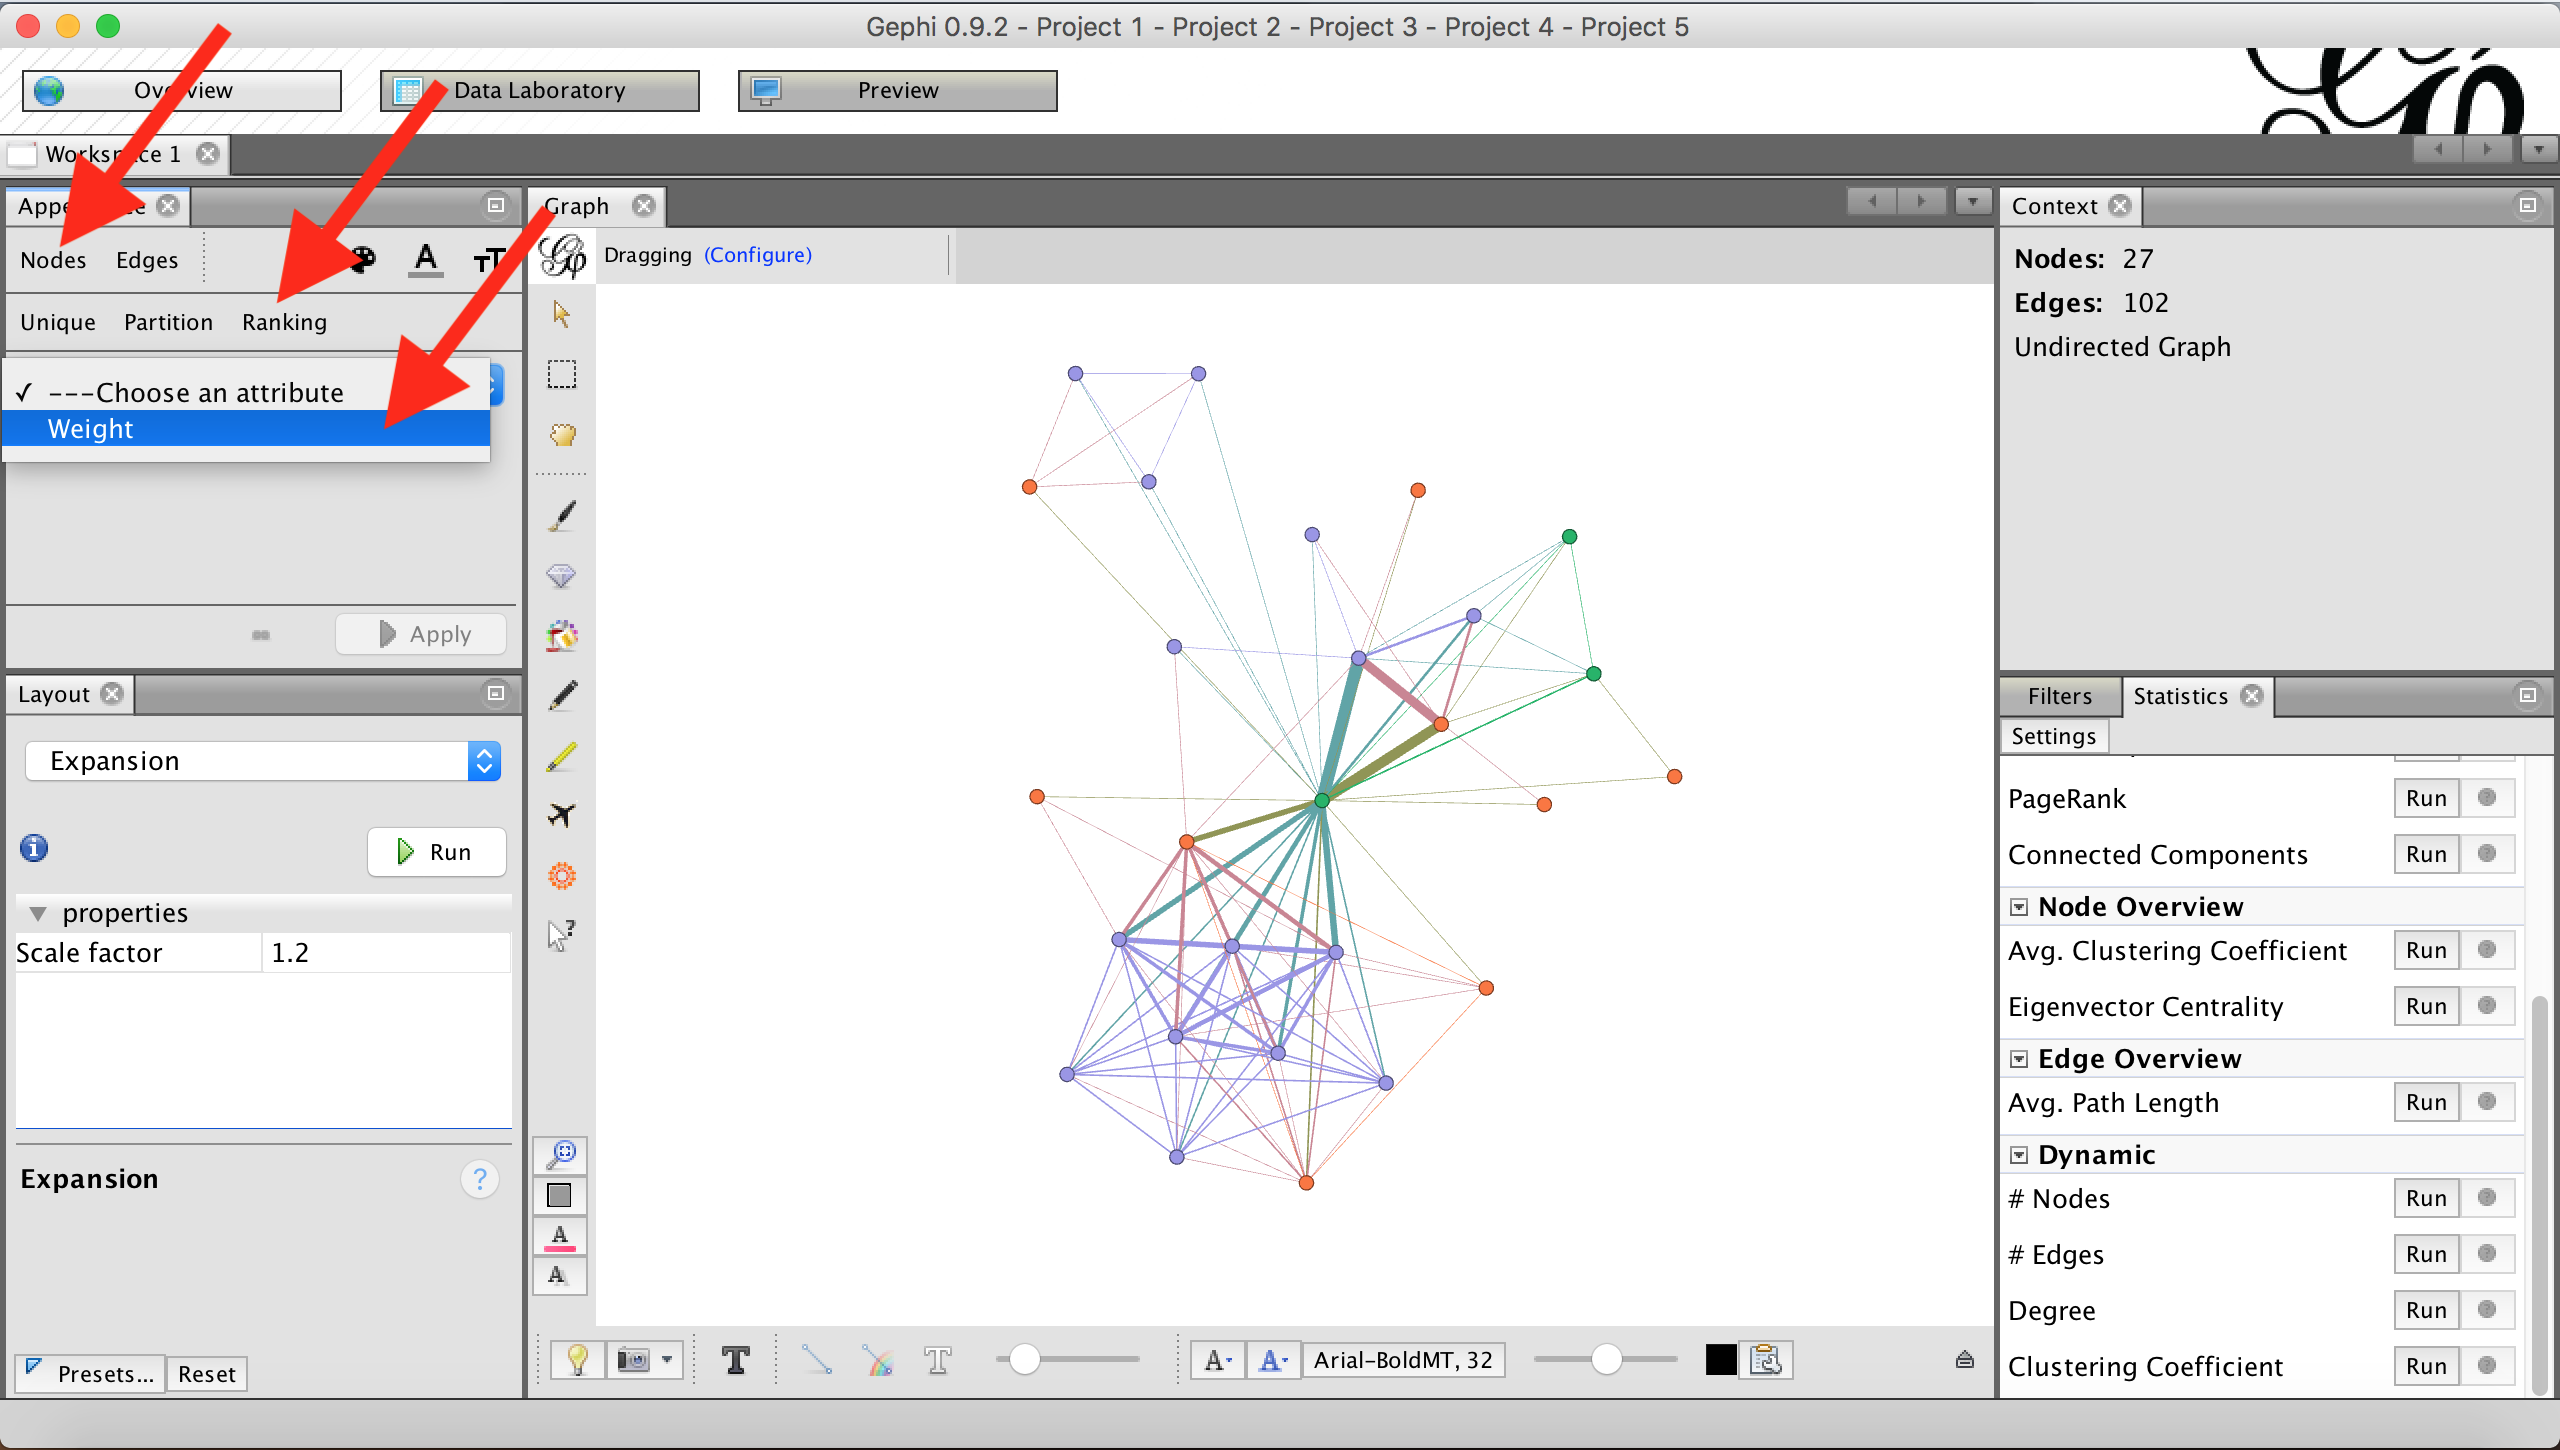 Gephi 0.9.2 - Project 1 - Project 2 - Project 3 - Project 4 - Project 5
Overview
Data Laboratory
Preview
Workspace 1
Graph
Dragging (Configure)
Context
Nodes: 27
Edges: 102
Undirected Graph
Nodes Edges
Unique Partition Ranking
✓ ---Choose an attribute
Weight
Apply
Layout
Expansion
Run
properties
Scale factor 1.2
Expansion
Presets... Reset
Arial-BoldMT, 32
Filters Statistics
Settings
PageRank Run
Connected Components Run
Node Overview
Avg. Clustering Coefficient Run
Eigenvector Centrality Run
Edge Overview
Avg. Path Length Run
Dynamic
# Nodes Run
# Edges Run
Degree Run
Clustering Coefficient Run